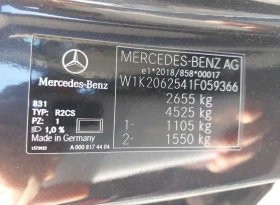 MERCEDES-BENZ AG
e1*2018/858*00017
W1K2062541F059366
2655 kg
4525 kg
1- 1105 kg
2- 1550 kg
Mercedes-Benz
831
TYP: R2CS
PZ: 1
1,0 %
Made in Germany
A 000 817 44 04